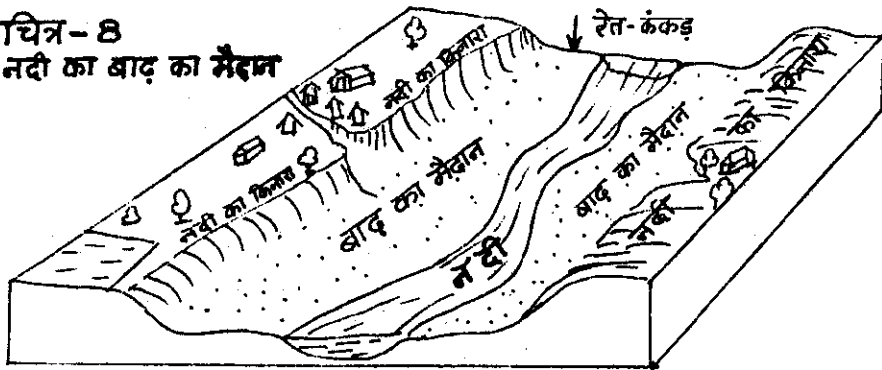 चित्र-8
नदी का बाढ़ का मैदान
रेत-कंकड़
नदी का किनारा
नदी का किनारा
बाढ़ का मैदान
नदी
बाढ़ का मैदान
नदी का किनारा